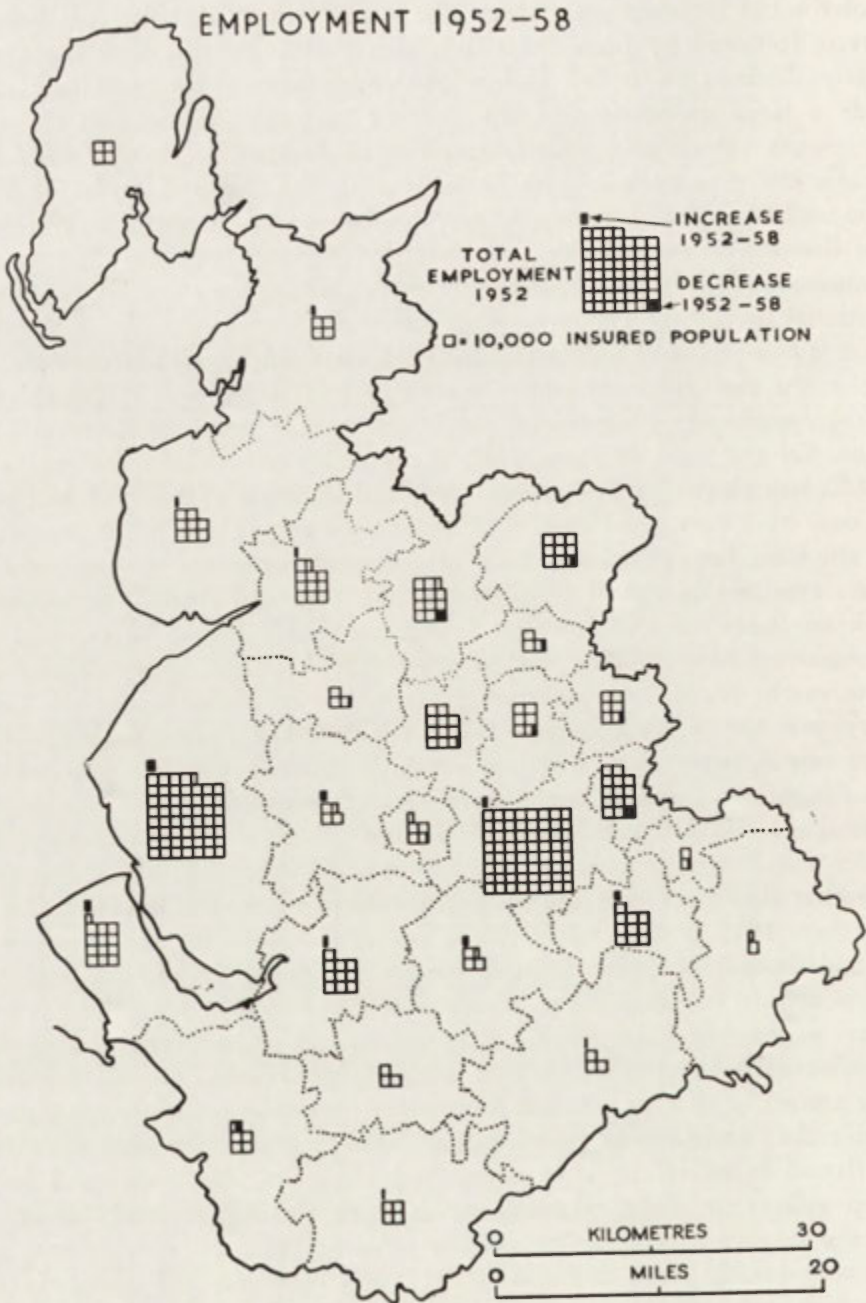 EMPLOYMENT 1952–58
INCREASE
1952–58
TOTAL
EMPLOYMENT
1952
DECREASE
1952–58
□= 10,000 INSURED POPULATION
0 KILOMETRES 30
0 MILES 20